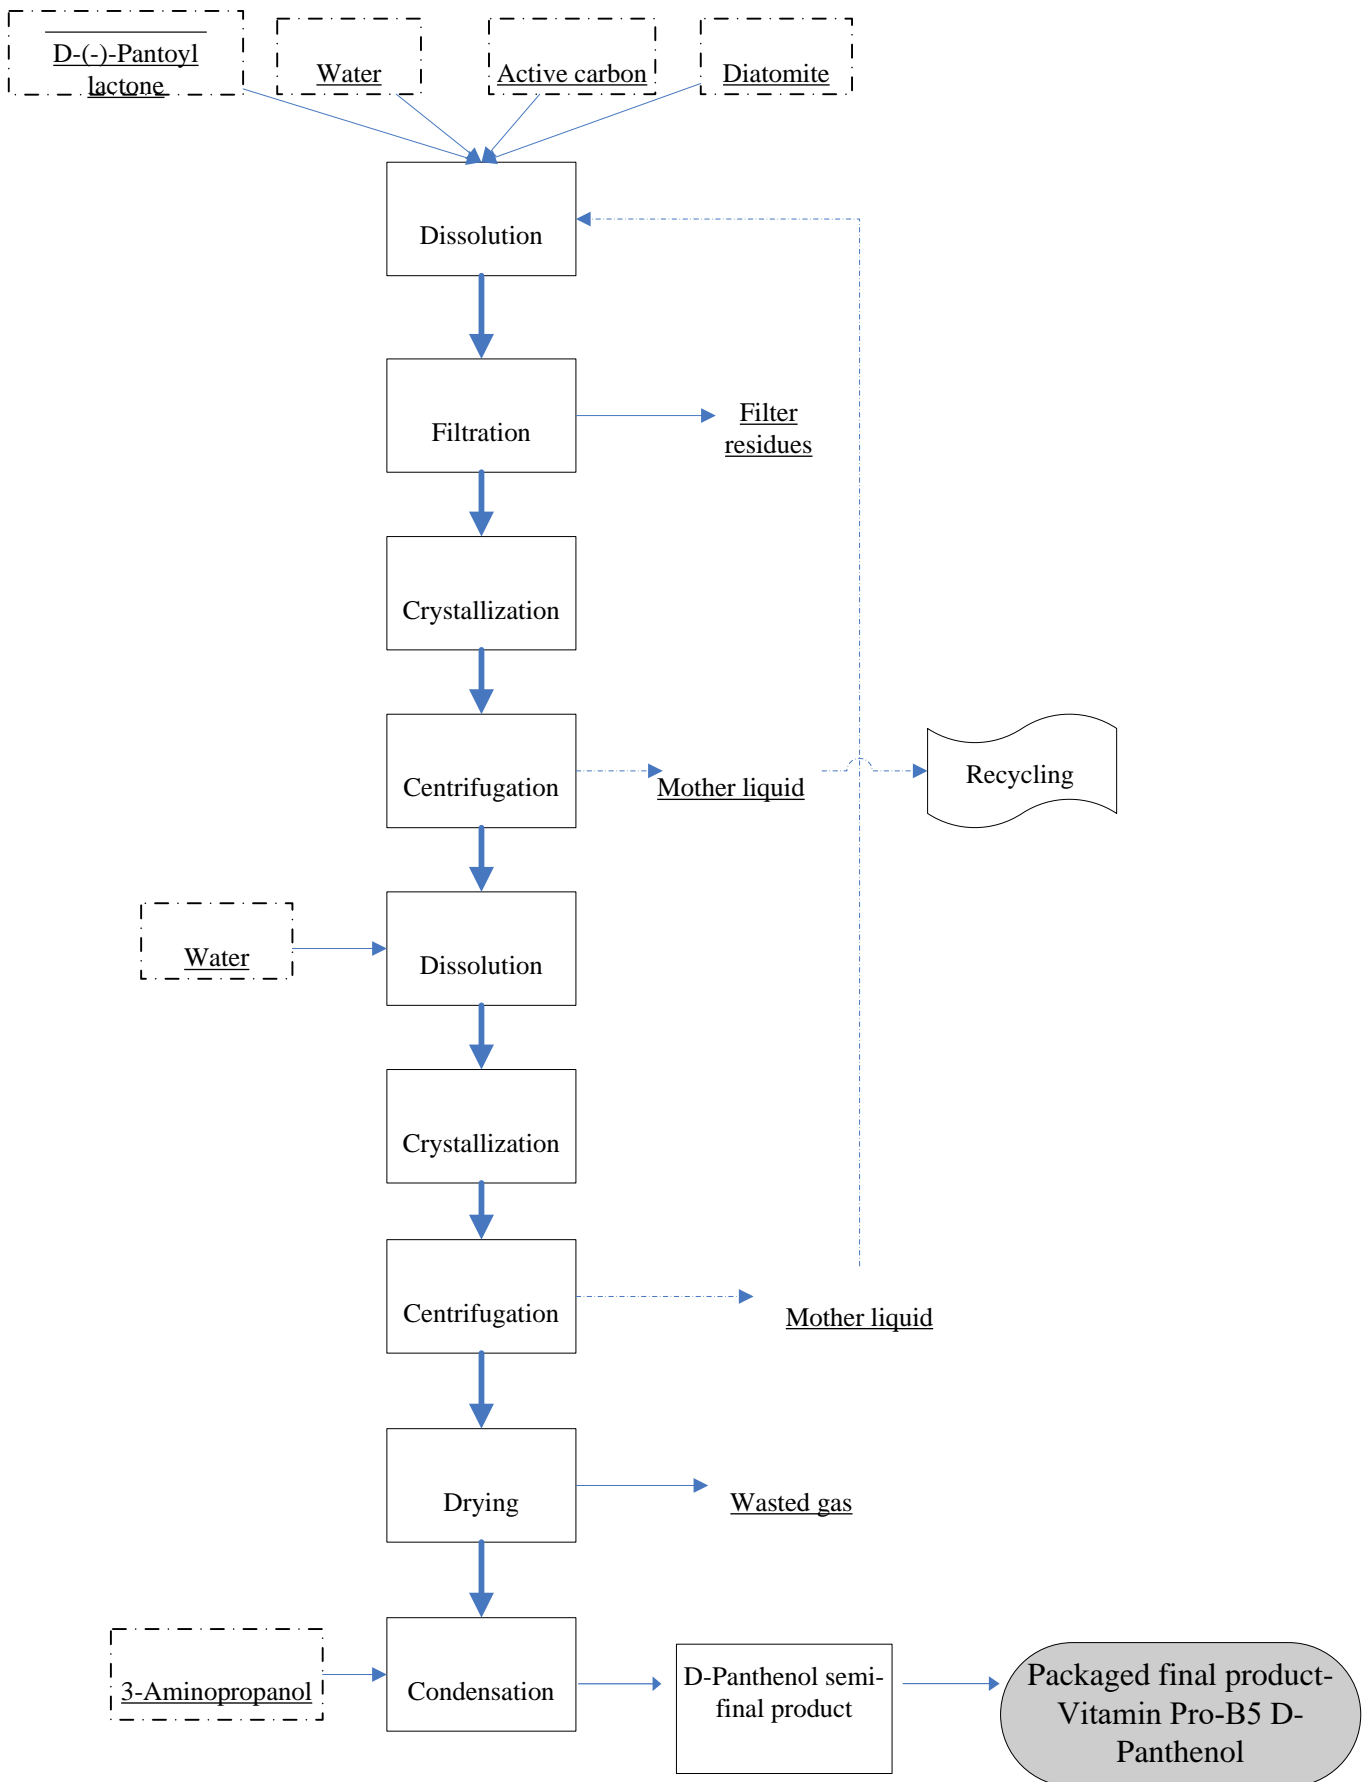 D-(-)-Pantoyl
lactone
Water
Active carbon
Diatomite
Dissolution
Filtration
Filter
residues
Crystallization
Centrifugation
Mother liquid
Recycling
Water
Dissolution
Crystallization
Centrifugation
Mother liquid
Drying
Wasted gas
3-Aminopropanol
Condensation
D-Panthenol semi-
final product
Packaged final product-
Vitamin Pro-B5 D-
Panthenol